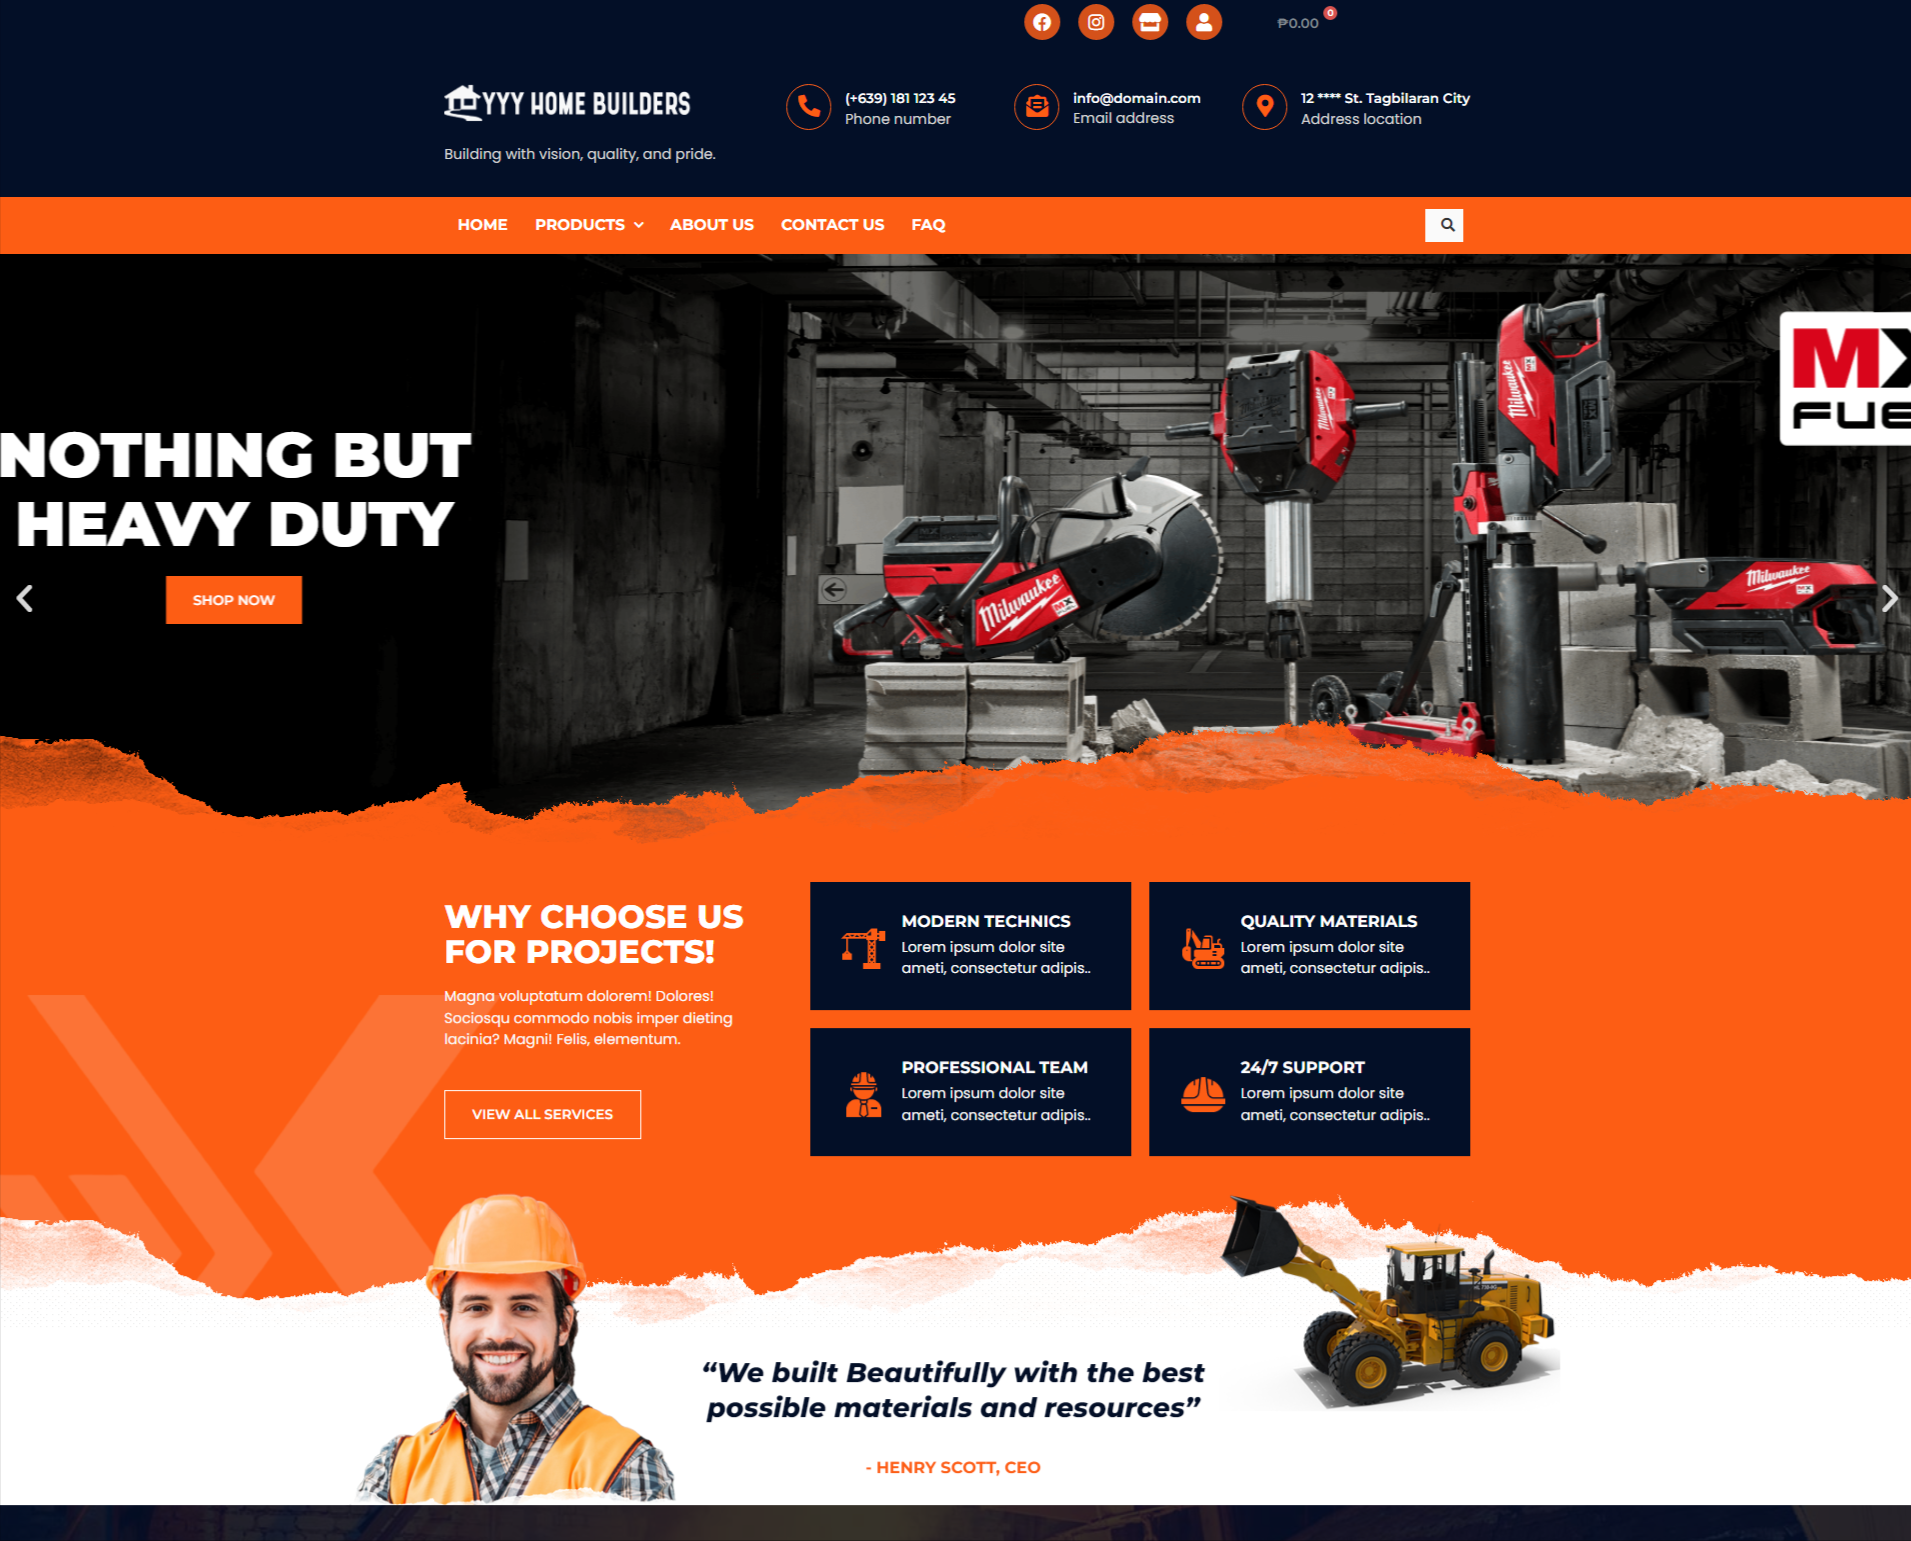 ₱0.00 0
YYY HOME BUILDERS
Building with vision, quality, and pride.
(+639) 181 123 45
Phone number
info@domain.com
Email address
12 **** St. Tagbilaran City
Address location
HOME PRODUCTS ABOUT US CONTACT US FAQ
NOTHING BUT
HEAVY DUTY
SHOP NOW
MX
FUE
Milwaukee
Milwaukee
Milwaukee
Milwaukee
WHY CHOOSE US
FOR PROJECTS!
Magna voluptatum dolorem! Dolores!
Sociosqu commodo nobis imper dieting
lacinia? Magni! Felis, elementum.
VIEW ALL SERVICES
MODERN TECHNICS
Lorem ipsum dolor site
ameti, consectetur adipis..
QUALITY MATERIALS
Lorem ipsum dolor site
ameti, consectetur adipis..
PROFESSIONAL TEAM
Lorem ipsum dolor site
ameti, consectetur adipis..
24/7 SUPPORT
Lorem ipsum dolor site
ameti, consectetur adipis..
“We built Beautifully with the best
possible materials and resources”
- HENRY SCOTT, CEO